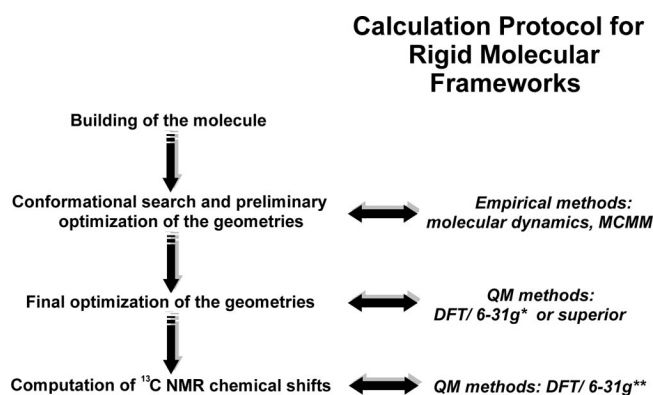 Calculation Protocol for
Rigid Molecular
Frameworks
Building of the molecule
Conformational search and preliminary
optimization of the geometries
Empirical methods:
molecular dynamics, MCMM
Final optimization of the geometries
QM methods:
DFT/ 6-31g* or superior
Computation of ¹³C NMR chemical shifts
QM methods: DFT/ 6-31g**